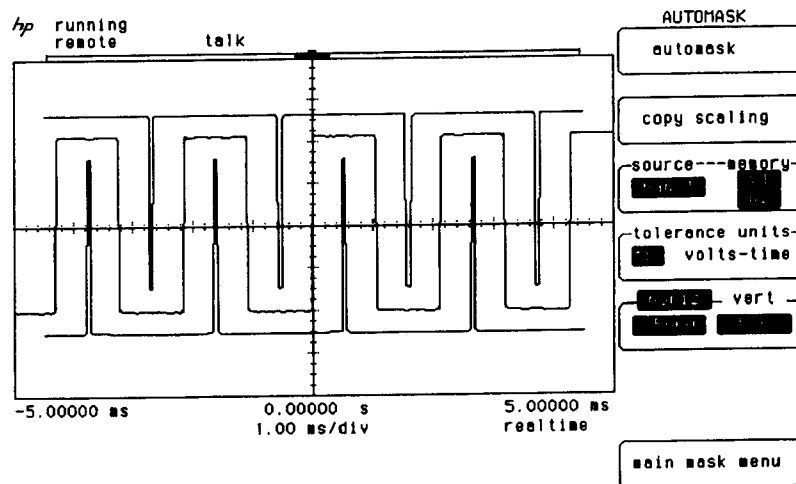 hp running
remote talk
-5.00000 ms 0.00000 s 5.00000 ms
1.00 ms/div realtime
AUTOMASK
automask
copy scaling
source---memory
tolerance units
volts-time
vert
main mask menu